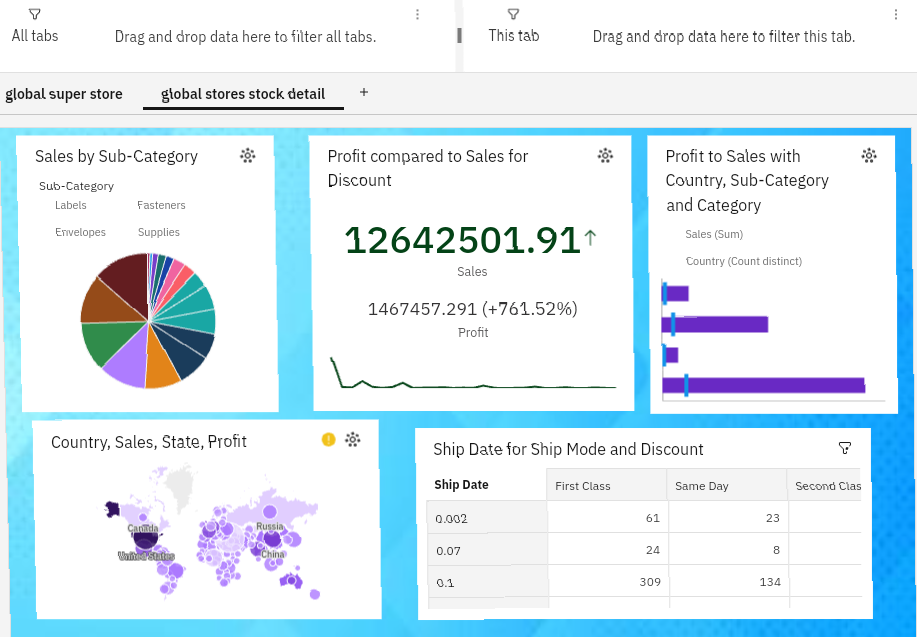 All tabs
Drag and drop data here to filter all tabs.
This tab
Drag and drop data here to filter this tab.
global super store
global stores stock detail
+
Sales by Sub-Category
Sub-Category
Labels
Fasteners
Envelopes
Supplies
Profit compared to Sales for
Discount
12642501.91↑
Sales
1467457.291 (+761.52%)
Profit
Profit to Sales with
Country, Sub-Category
and Category
Sales (Sum)
Country (Count distinct)
Country, Sales, State, Profit
Canada
United States
Russia
China
Ship Date for Ship Mode and Discount
Ship Date
First Class
Same Day
Second Clas
0.002
61
23
0.07
24
8
0.1
309
134